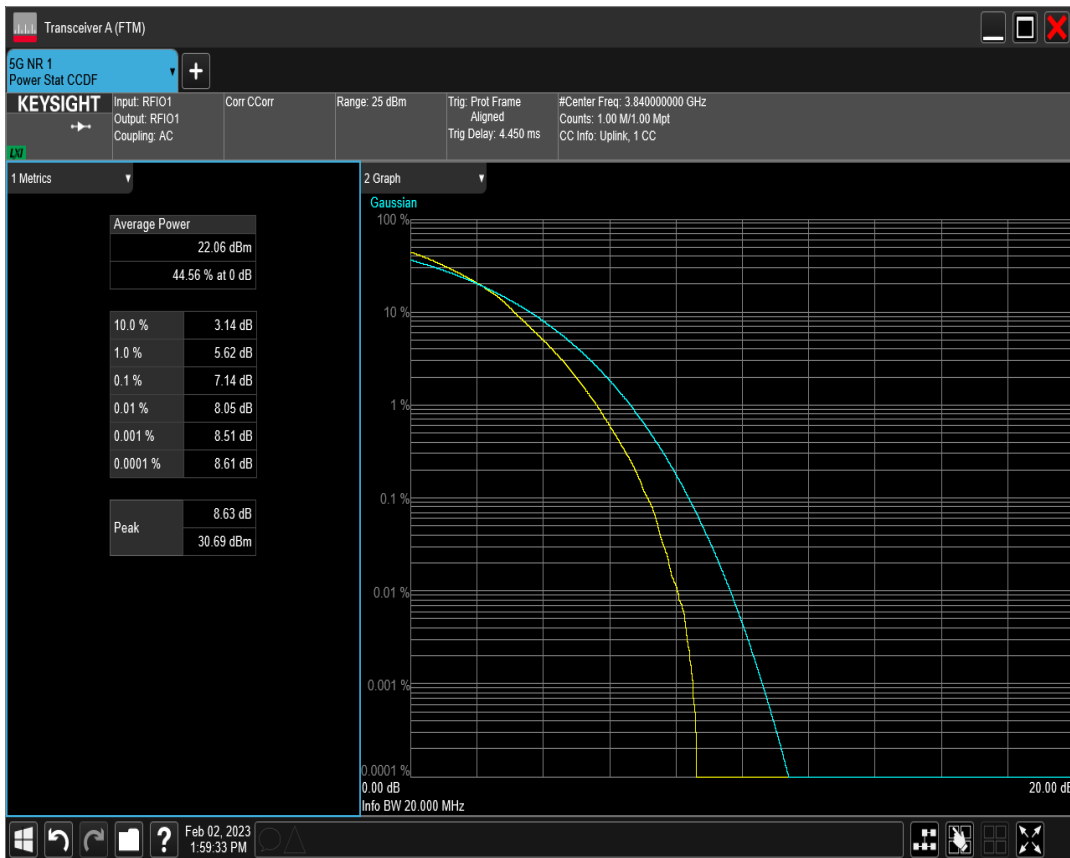 Transceiver A (FTM)
5G NR 1
Power Stat CCDF
+
KEYSIGHT
LXI
Input: RFIO1
Output: RFIO1
Coupling: AC
Corr CCorr
Range: 25 dBm
Trig: Prot Frame
Aligned
Trig Delay: 4.450 ms
#Center Freq: 3.840000000 GHz
Counts: 1.00 M/1.00 Mpt
CC Info: Uplink, 1 CC
1 Metrics
Average Power
22.06 dBm
44.56 % at 0 dB
10.0 % 3.14 dB
1.0 % 5.62 dB
0.1 % 7.14 dB
0.01 % 8.05 dB
0.001 % 8.51 dB
0.0001 % 8.61 dB
Peak
8.63 dB
30.69 dBm
2 Graph
Gaussian
100 %
10 %
1 %
0.1 %
0.01 %
0.001 %
0.0001 %
0.00 dB 20.00 dB
Info BW 20.000 MHz
?
Feb 02, 2023
1:59:33 PM